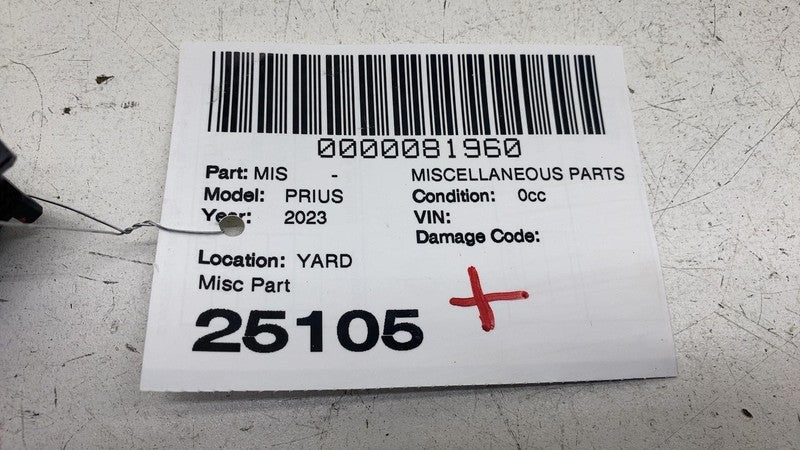 0000081960
Part: MIS - MISCELLANEOUS PARTS
Model: PRIUS Condition: 0cc
Year: 2023 VIN:
Damage Code:
Location: YARD
Misc Part
25105